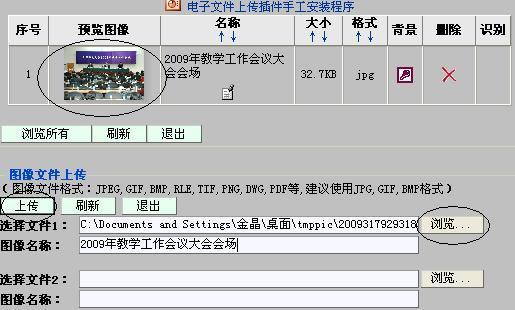 电子文件上传插件手工安装程序
序号 预览图像 名称 大小 格式 背景 删除 识别
↑↓ ↑↓ ↑↓
1 2009年教学工作会议大会会场 32.7KB jpg
浏览所有 刷新 退出
图像文件上传
(图像文件格式:JPEG,GIF,BMP,RLE,TIF,PNG,DWG,PDF等,建议使用JPG,GIF,BMP格式)
上传 刷新 退出
选择文件1: C:\Documents and Settings\金晶\桌面\tmppic\2009317929318 浏览...
图像名称: 2009年教学工作会议大会会场
选择文件2: 浏览...
图像名称: